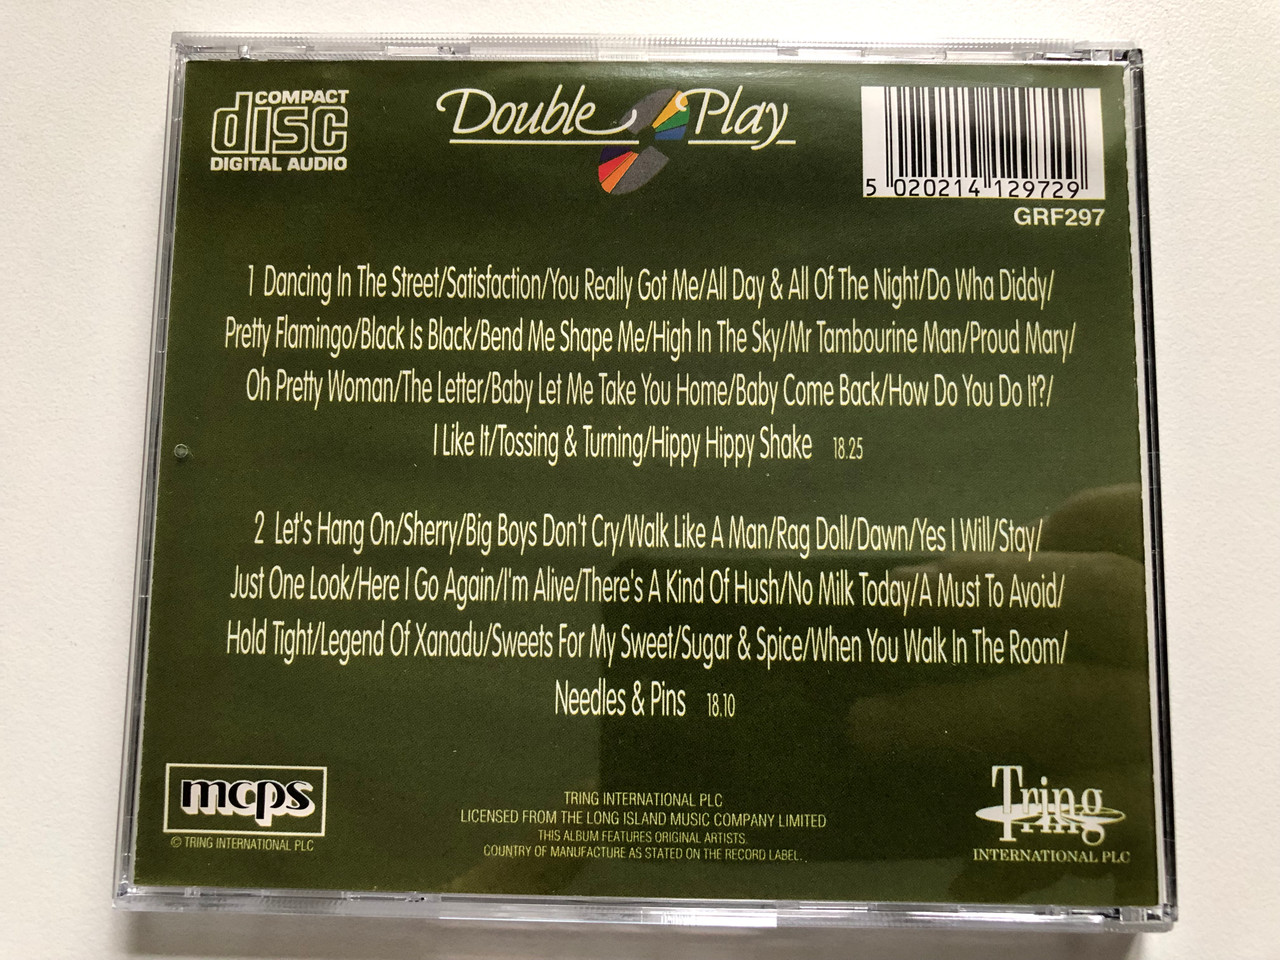 COMPACT
disc
DIGITAL AUDIO
Double Play
5 020214 129729
GRF297
1 Dancing In The Street/Satisfaction/You Really Got Me/All Day & All Of The Night/Do Wha Diddy/
Pretty Flamingo/Black Is Black/Bend Me Shape Me/High In The Sky/Mr Tambourine Man/Proud Mary/
Oh Pretty Woman/The Letter/Baby Let Me Take You Home/Baby Come Back/How Do You Do It?/
I Like It/Tossing & Turning/Hippy Hippy Shake 18.25
2 Let's Hang On/Sherry/Big Boys Don't Cry/Walk Like A Man/Rag Doll/Dawn/Yes I Will/Stay/
Just One Look/Here I Go Again/I'm Alive/There's A Kind Of Hush/No Milk Today/A Must To Avoid/
Hold Tight/Legend Of Xanadu/Sweets For My Sweet/Sugar & Spice/When You Walk In The Room/
Needles & Pins 18.10
mcps
© TRING INTERNATIONAL PLC
TRING INTERNATIONAL PLC
LICENSED FROM THE LONG ISLAND MUSIC COMPANY LIMITED
THIS ALBUM FEATURES ORIGINAL ARTISTS.
COUNTRY OF MANUFACTURE AS STATED ON THE RECORD LABEL.
Tring
INTERNATIONAL PLC